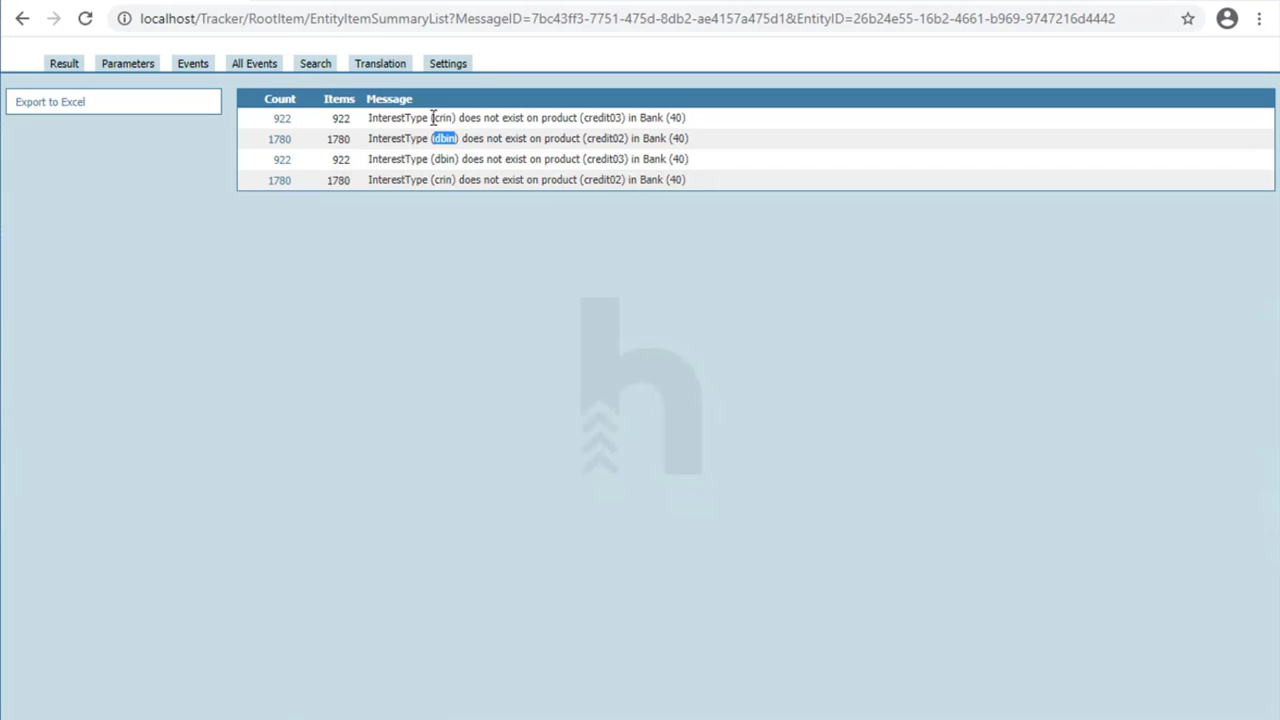 localhost/Tracker/RootItem/EntityItemSummaryList?MessageID=7bc43ff3-7751-475d-8db2-ae4157a475d1&EntityID=26b24e55-16b2-4661-b969-9747216d4442
Result Parameters Events All Events Search Translation Settings
Export to Excel
Count Items Message
922 922 InterestType (crin) does not exist on product (credit03) in Bank (40)
1780 1780 InterestType (dbin) does not exist on product (credit02) in Bank (40)
922 922 InterestType (dbin) does not exist on product (credit03) in Bank (40)
1780 1780 InterestType (crin) does not exist on product (credit02) in Bank (40)
h